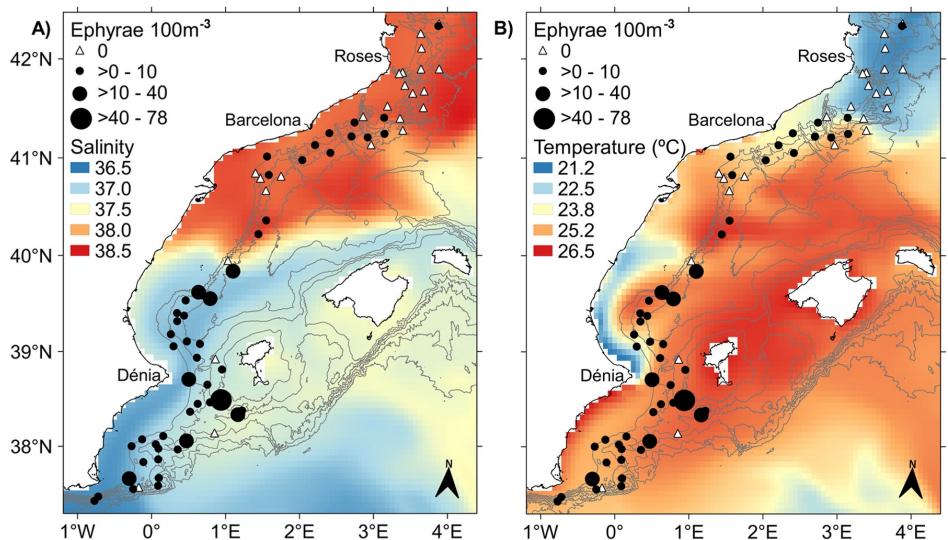 A)
Ephyrae 100m-3
0
>0 - 10
>10 - 40
>40 - 78
Salinity
36.5
37.0
37.5
38.0
38.5
Roses
Barcelona
Dénia
N
42°N
41°N
40°N
39°N
38°N
1°W 0° 1°E 2°E 3°E 4°E
B)
Ephyrae 100m-3
0
>0 - 10
>10 - 40
>40 - 78
Temperature (ºC)
21.2
22.5
23.8
25.2
26.5
Roses
Barcelona
Dénia
N
1°W 0° 1°E 2°E 3°E 4°E